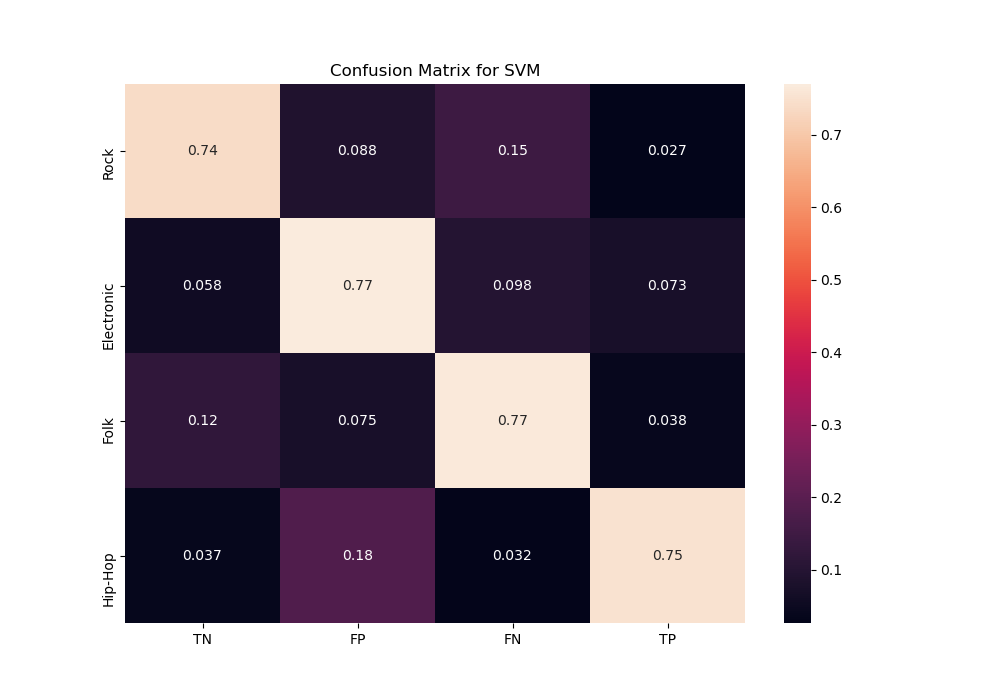 Confusion Matrix for SVM
Rock
0.74 0.088 0.15 0.027
Electronic
0.058 0.77 0.098 0.073
Folk
0.12 0.075 0.77 0.038
Hip-Hop
0.037 0.18 0.032 0.75
TN FP FN TP
0.7
0.6
0.5
0.4
0.3
0.2
0.1